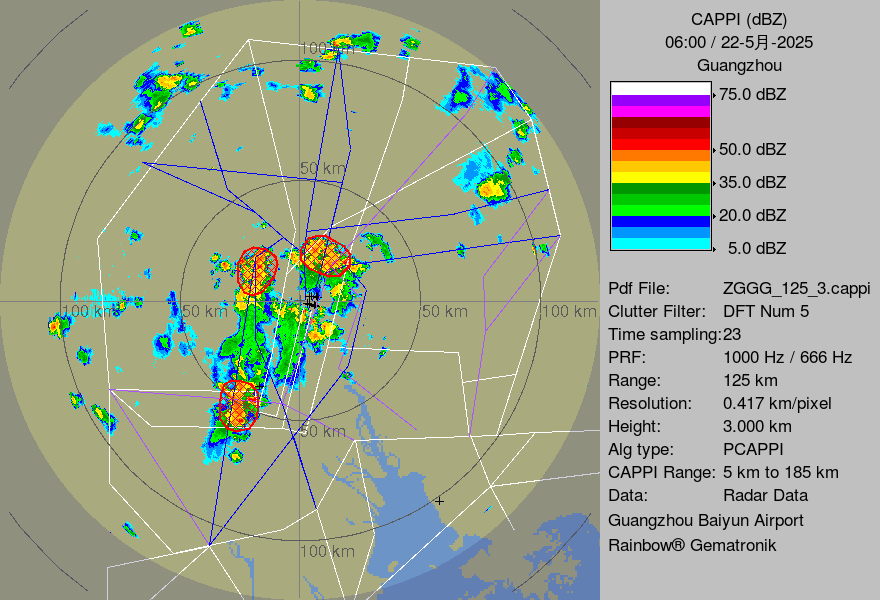 CAPPI (dBZ)
06:00 / 22-5月-2025
Guangzhou
75.0 dBZ
50.0 dBZ
35.0 dBZ
20.0 dBZ
5.0 dBZ
Pdf File: ZGGG_125_3.cappi
Clutter Filter: DFT Num 5
Time sampling:23
PRF: 1000 Hz / 666 Hz
Range: 125 km
Resolution: 0.417 km/pixel
Height: 3.000 km
Alg type: PCAPPI
CAPPI Range: 5 km to 185 km
Data: Radar Data
Guangzhou Baiyun Airport
Rainbow® Gematronik
100 km
50 km
100 km
50 km
50 km
100 km
50 km
100 km